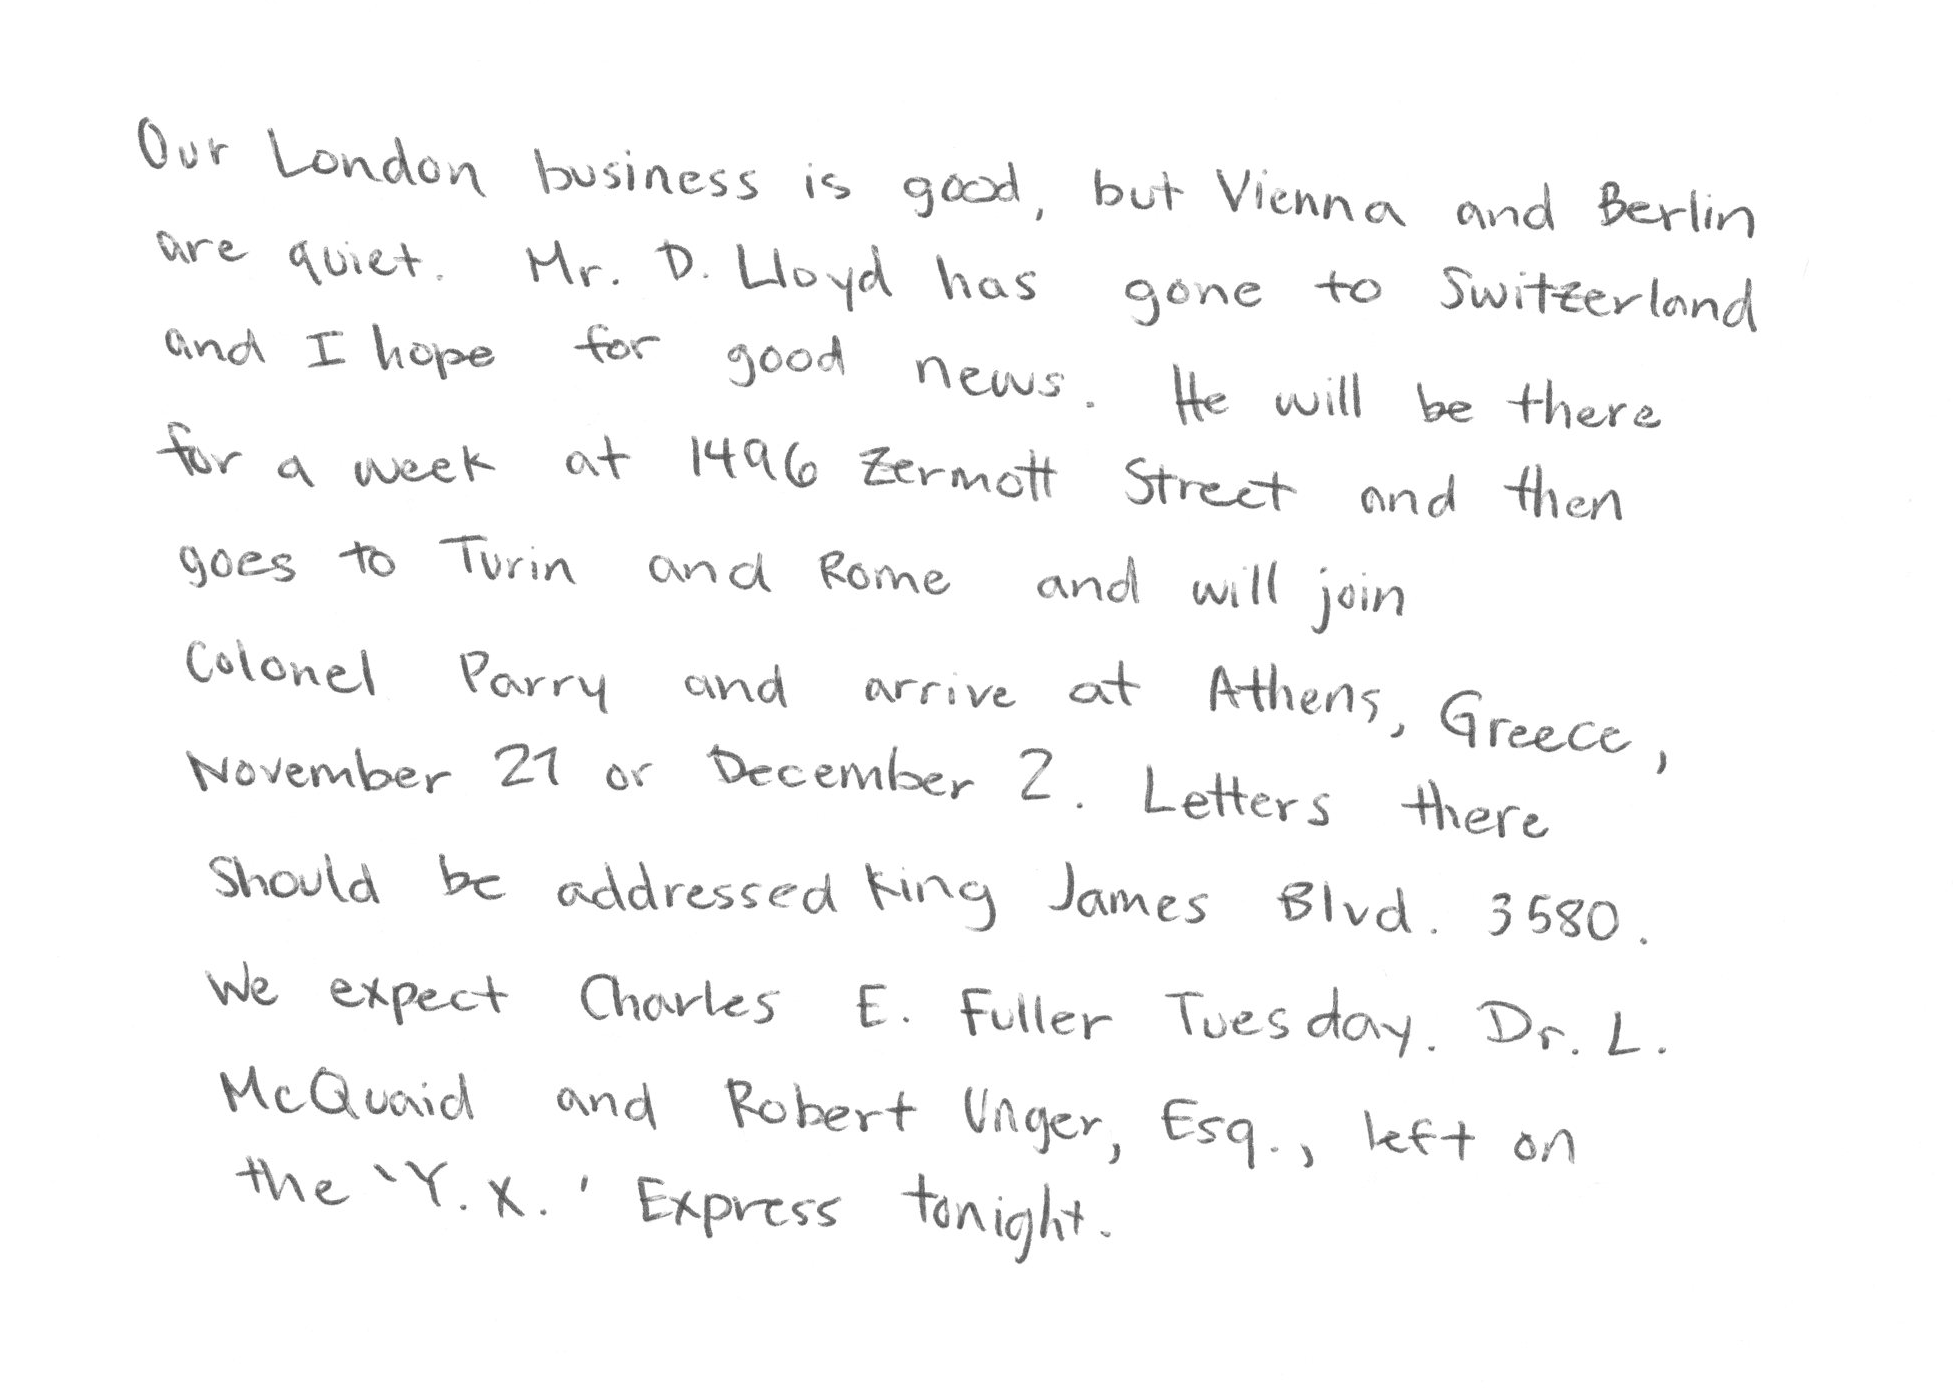 Our London business is good, but Vienna and Berlin
are quiet. Mr. D. Lloyd has gone to Switzerland
and I hope for good news. He will be there
for a week at 1496 Zermott Street and then
goes to Turin and Rome and will join
Colonel Parry and arrive at Athens, Greece,
November 27 or December 2. Letters there
should be addressed King James Blvd. 3580.
We expect Charles E. Fuller Tuesday. Dr. L.
McQuaid and Robert Unger, Esq., left on
the 'Y.X.' Express tonight.